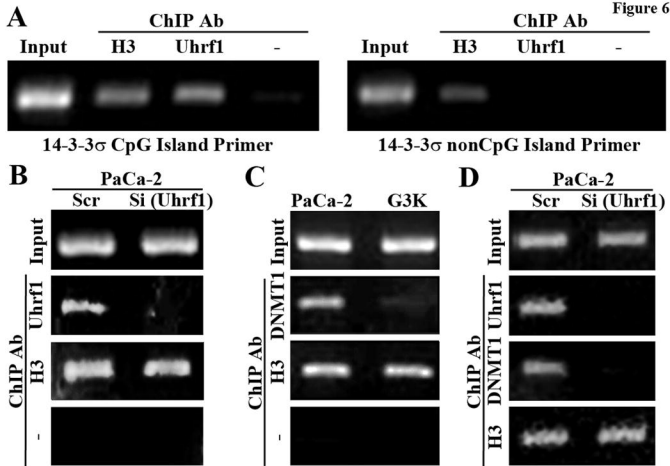 Figure 6
A
ChIP Ab
Input H3 Uhrf1 -
14-3-3σ CpG Island Primer
ChIP Ab
Input H3 Uhrf1 -
14-3-3σ nonCpG Island Primer
B
PaCa-2
Scr Si (Uhrf1)
Input
ChIP Ab
Uhrf1
H3
-
C
PaCa-2 G3K
Input
ChIP Ab
DNMT1
H3
-
D
PaCa-2
Scr Si (Uhrf1)
Input
ChIP Ab
Uhrf1
DNMT1
H3